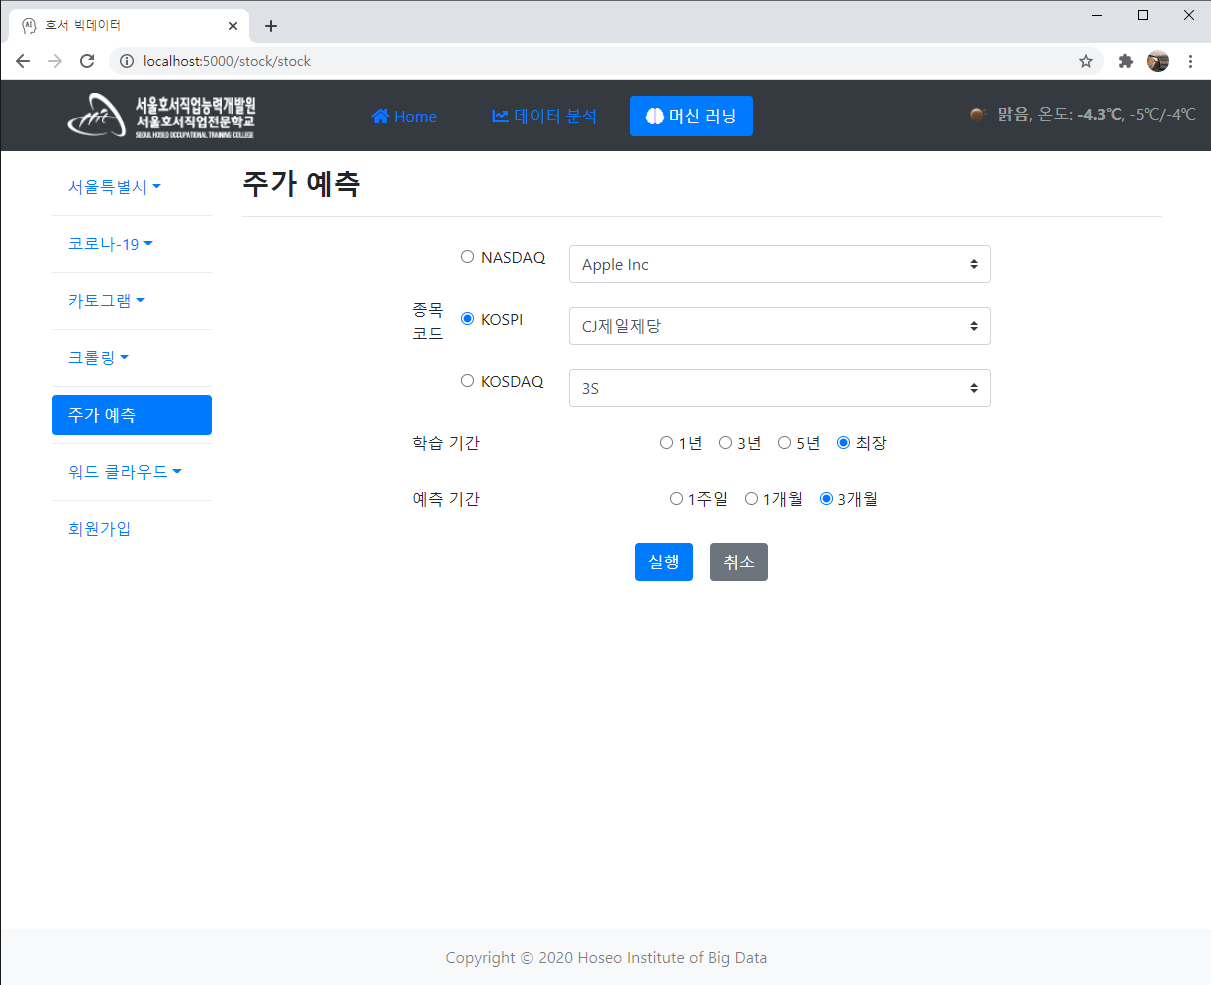 호서 빅데이터
localhost:5000/stock/stock
서울호서직업능력개발원
서울호서직업전문학교
SEOUL HOSEO OCCUPATIONAL TRAINING COLLEGE
Home
데이터 분석
머신 러닝
맑음, 온도: -4.3℃, -5℃/-4℃
서울특별시
코로나-19
카토그램
크롤링
주가 예측
워드 클라우드
회원가입
주가 예측
NASDAQ
Apple Inc
종목
코드
KOSPI
CJ제일제당
KOSDAQ
3S
학습 기간
1년 3년 5년 최장
예측 기간
1주일 1개월 3개월
실행 취소
Copyright © 2020 Hoseo Institute of Big Data